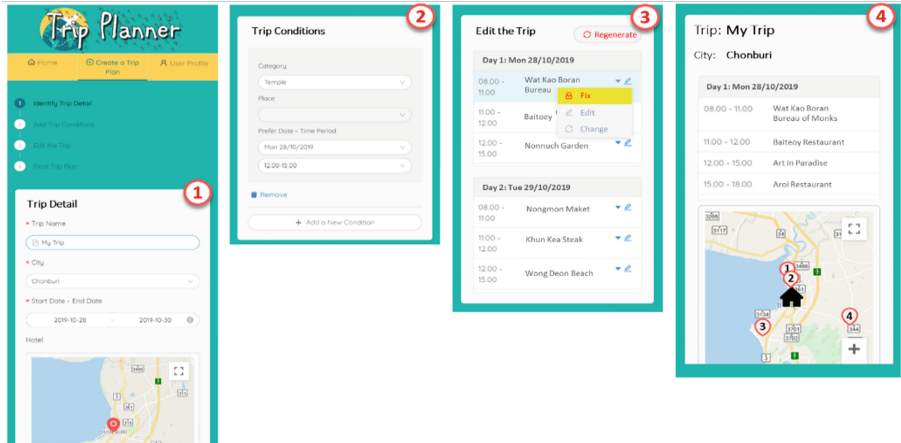 Trip Planner
Home
Create a Trip
Plan
User Profile
1 Identify Trip Detail
2 Add Trip Conditions
3 Edit the Trip
4 Final Trip Plan
1
Trip Detail
* Trip Name
My Trip
* City
Chonburi
* Start Date - End Date
2019-10-28 - 2019-10-30
Hotel
2
Trip Conditions
Category
Temple
Place
Prefer Date - Time Period
Mon 28/10/2019
12.00-15.00
Remove
+ Add a New Condition
3
Edit the Trip
Regenerate
Day 1: Mon 28/10/2019
08.00 -
11.00
Wat Kao Boran
Bureau
Fix
Edit
Change
11.00 -
12.00
Baitoey
12.00 -
15.00
Nonnuch Garden
Day 2: Tue 29/10/2019
08.00 -
11.00
Nongmon Maket
11.00 -
12.00
Khun Kea Steak
12.00 -
15.00
Wong Deon Beach
4
Trip: My Trip
City: Chonburi
Day 1: Mon 28/10/2019
08.00 - 11.00
Wat Kao Boran
Bureau of Monks
11.00 - 12.00
Balteoy Restaurant
12.00 - 15.00
Art in Paradise
15.00 - 18.00
Aroi Restaurant
1
2
3
4
+